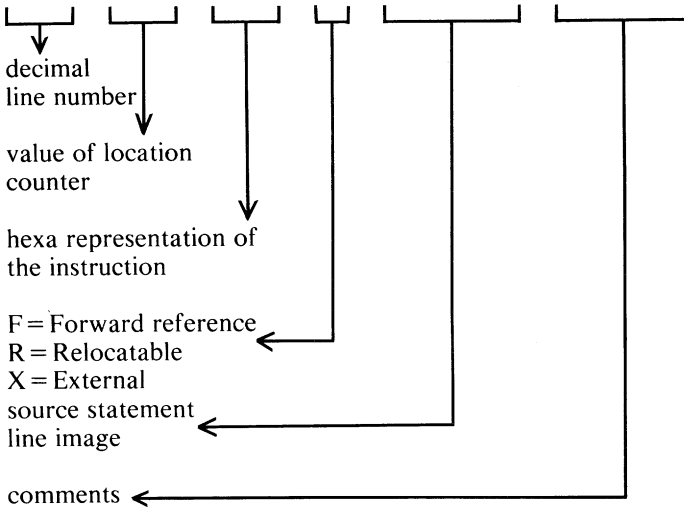 decimal
line number
value of location
counter
hexa representation of
the instruction
F = Forward reference
R = Relocatable
X = External
source statement
line image
comments